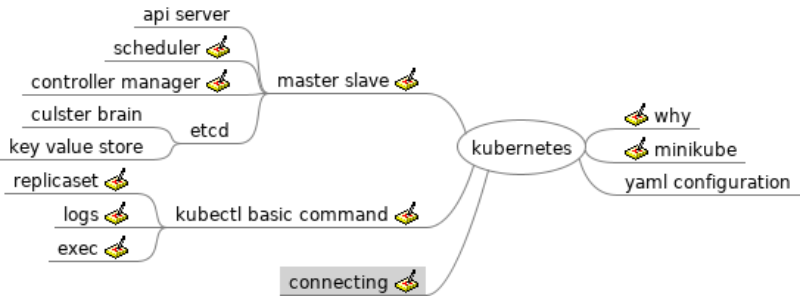 api server
scheduler
controller manager
master slave
culster brain
etcd
key value store
replicaset
logs
kubectl basic command
exec
connecting
kubernetes
why
minikube
yaml configuration